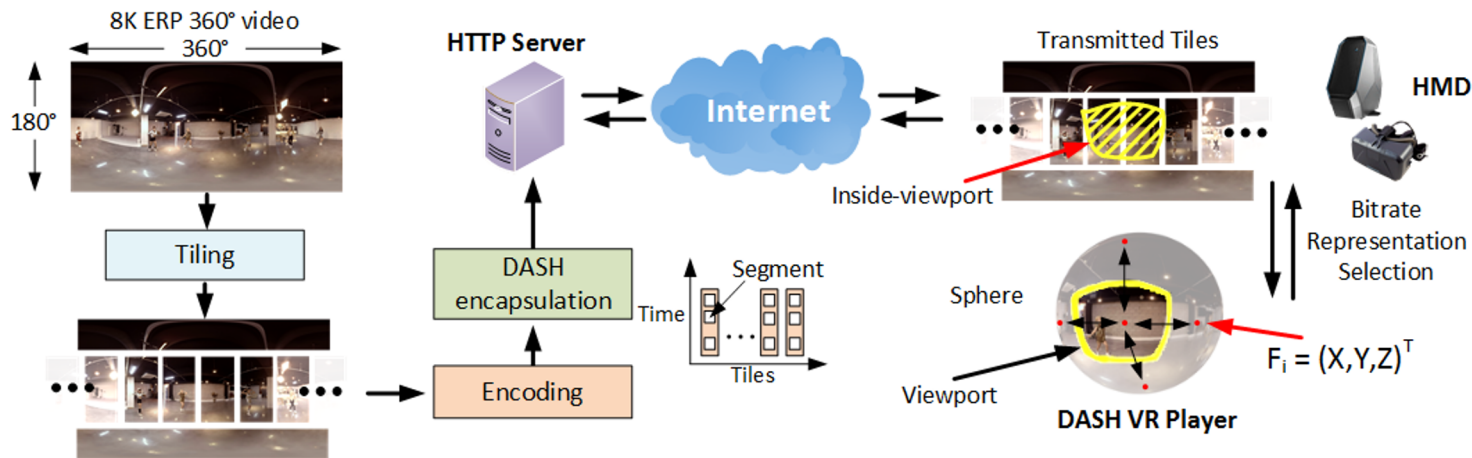 8K ERP 360° video
360°
180°
Tiling
Encoding
DASH
encapsulation
HTTP Server
Segment
Time
Tiles
Internet
Transmitted Tiles
HMD
Inside-viewport
Bitrate
Representation
Selection
Sphere
Viewport
F_i = (X,Y,Z)^T
DASH VR Player